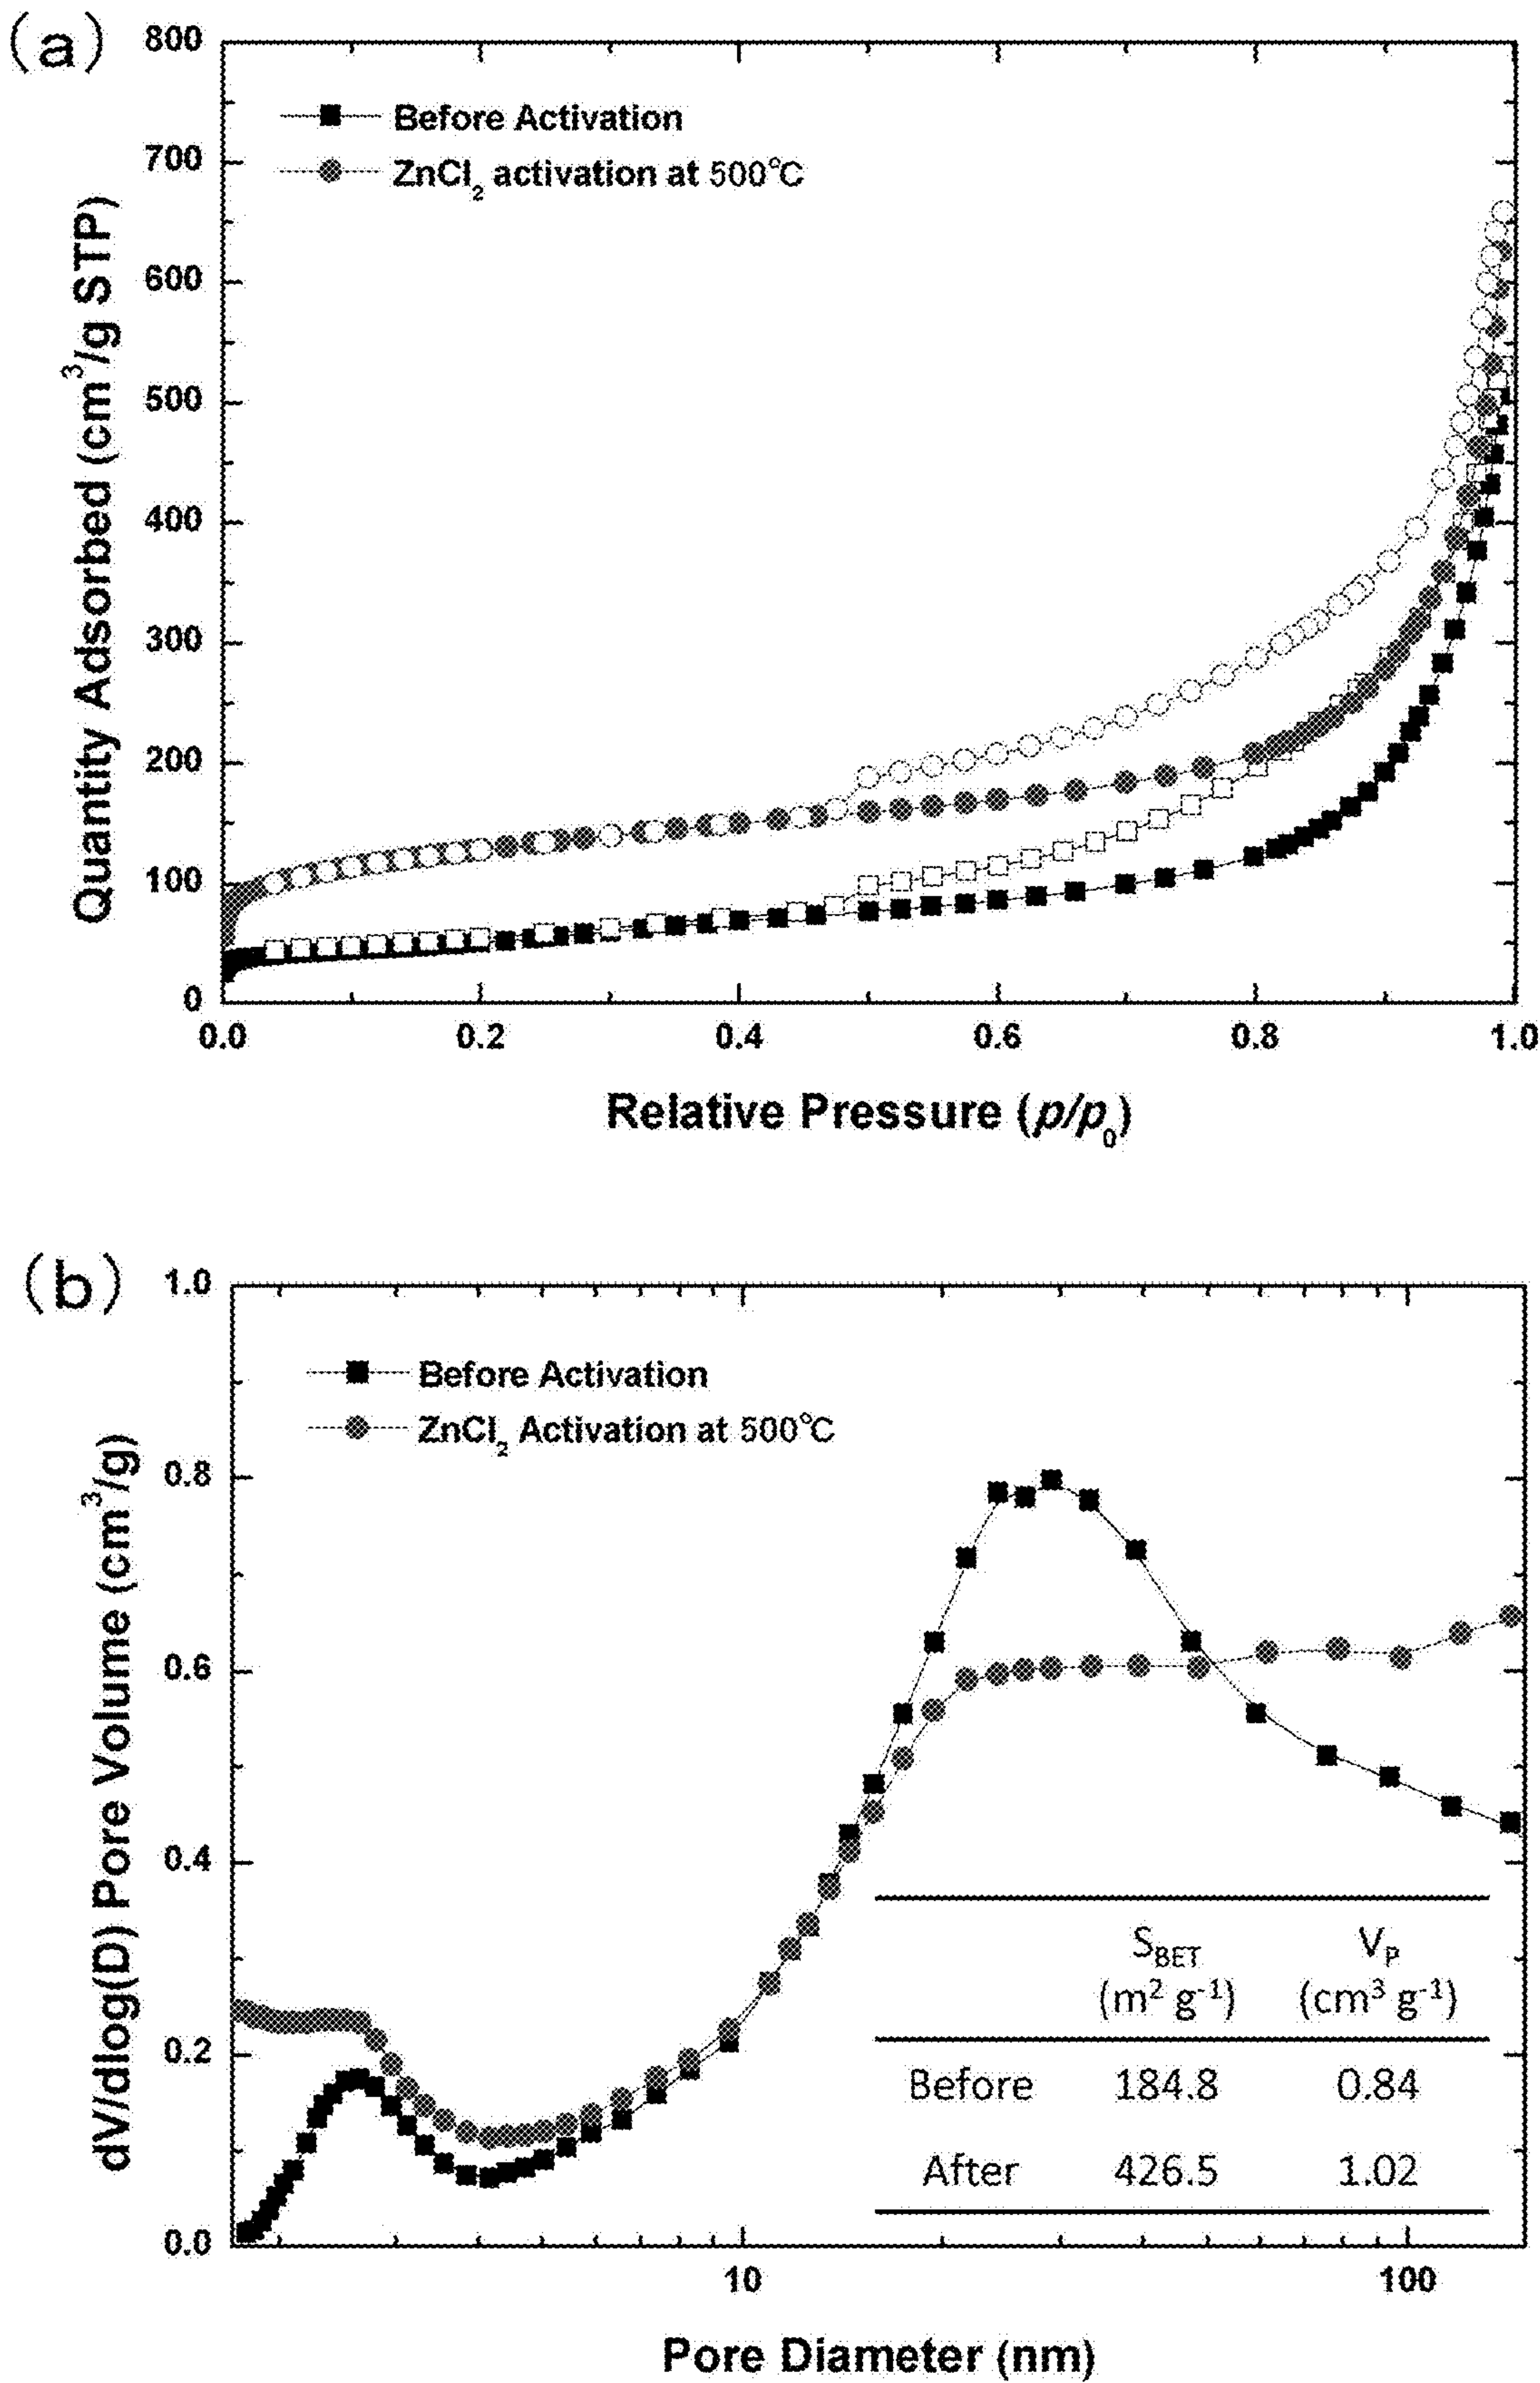 (a)
800
700
600
500
400
300
200
100
0
Before Activation
ZnCl₂ activation at 500°C
Quantity Adsorbed (cm³/g STP)
0.0 0.2 0.4 0.6 0.8 1.0
Relative Pressure (p/p₀)
(b)
1.0
0.8
0.6
0.4
0.2
0.0
Before Activation
ZnCl₂ Activation at 500°C
dV/dlog(D) Pore Volume (cm³/g)
S_BET V_P
(m² g⁻¹) (cm³ g⁻¹)
Before 184.8 0.84
After 426.5 1.02
10 100
Pore Diameter (nm)